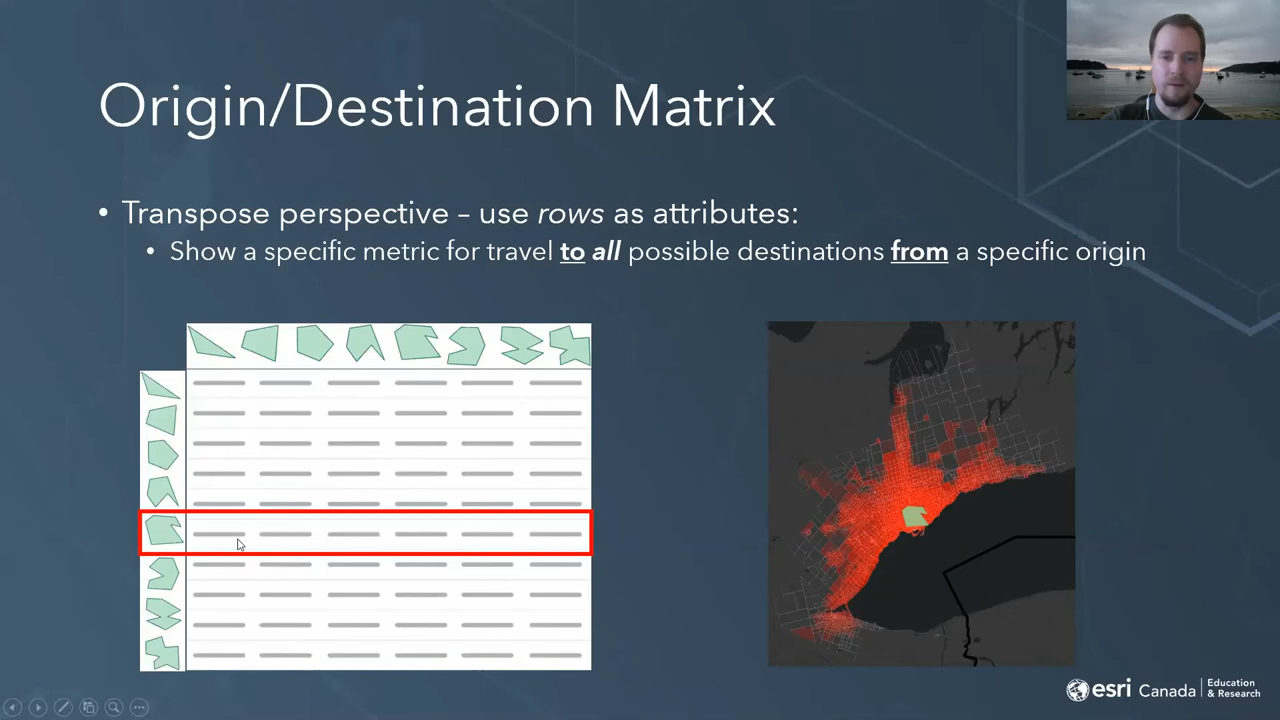 Origin/Destination Matrix
• Transpose perspective – use rows as attributes:
• Show a specific metric for travel to all possible destinations from a specific origin
esri Canada | Education
& Research